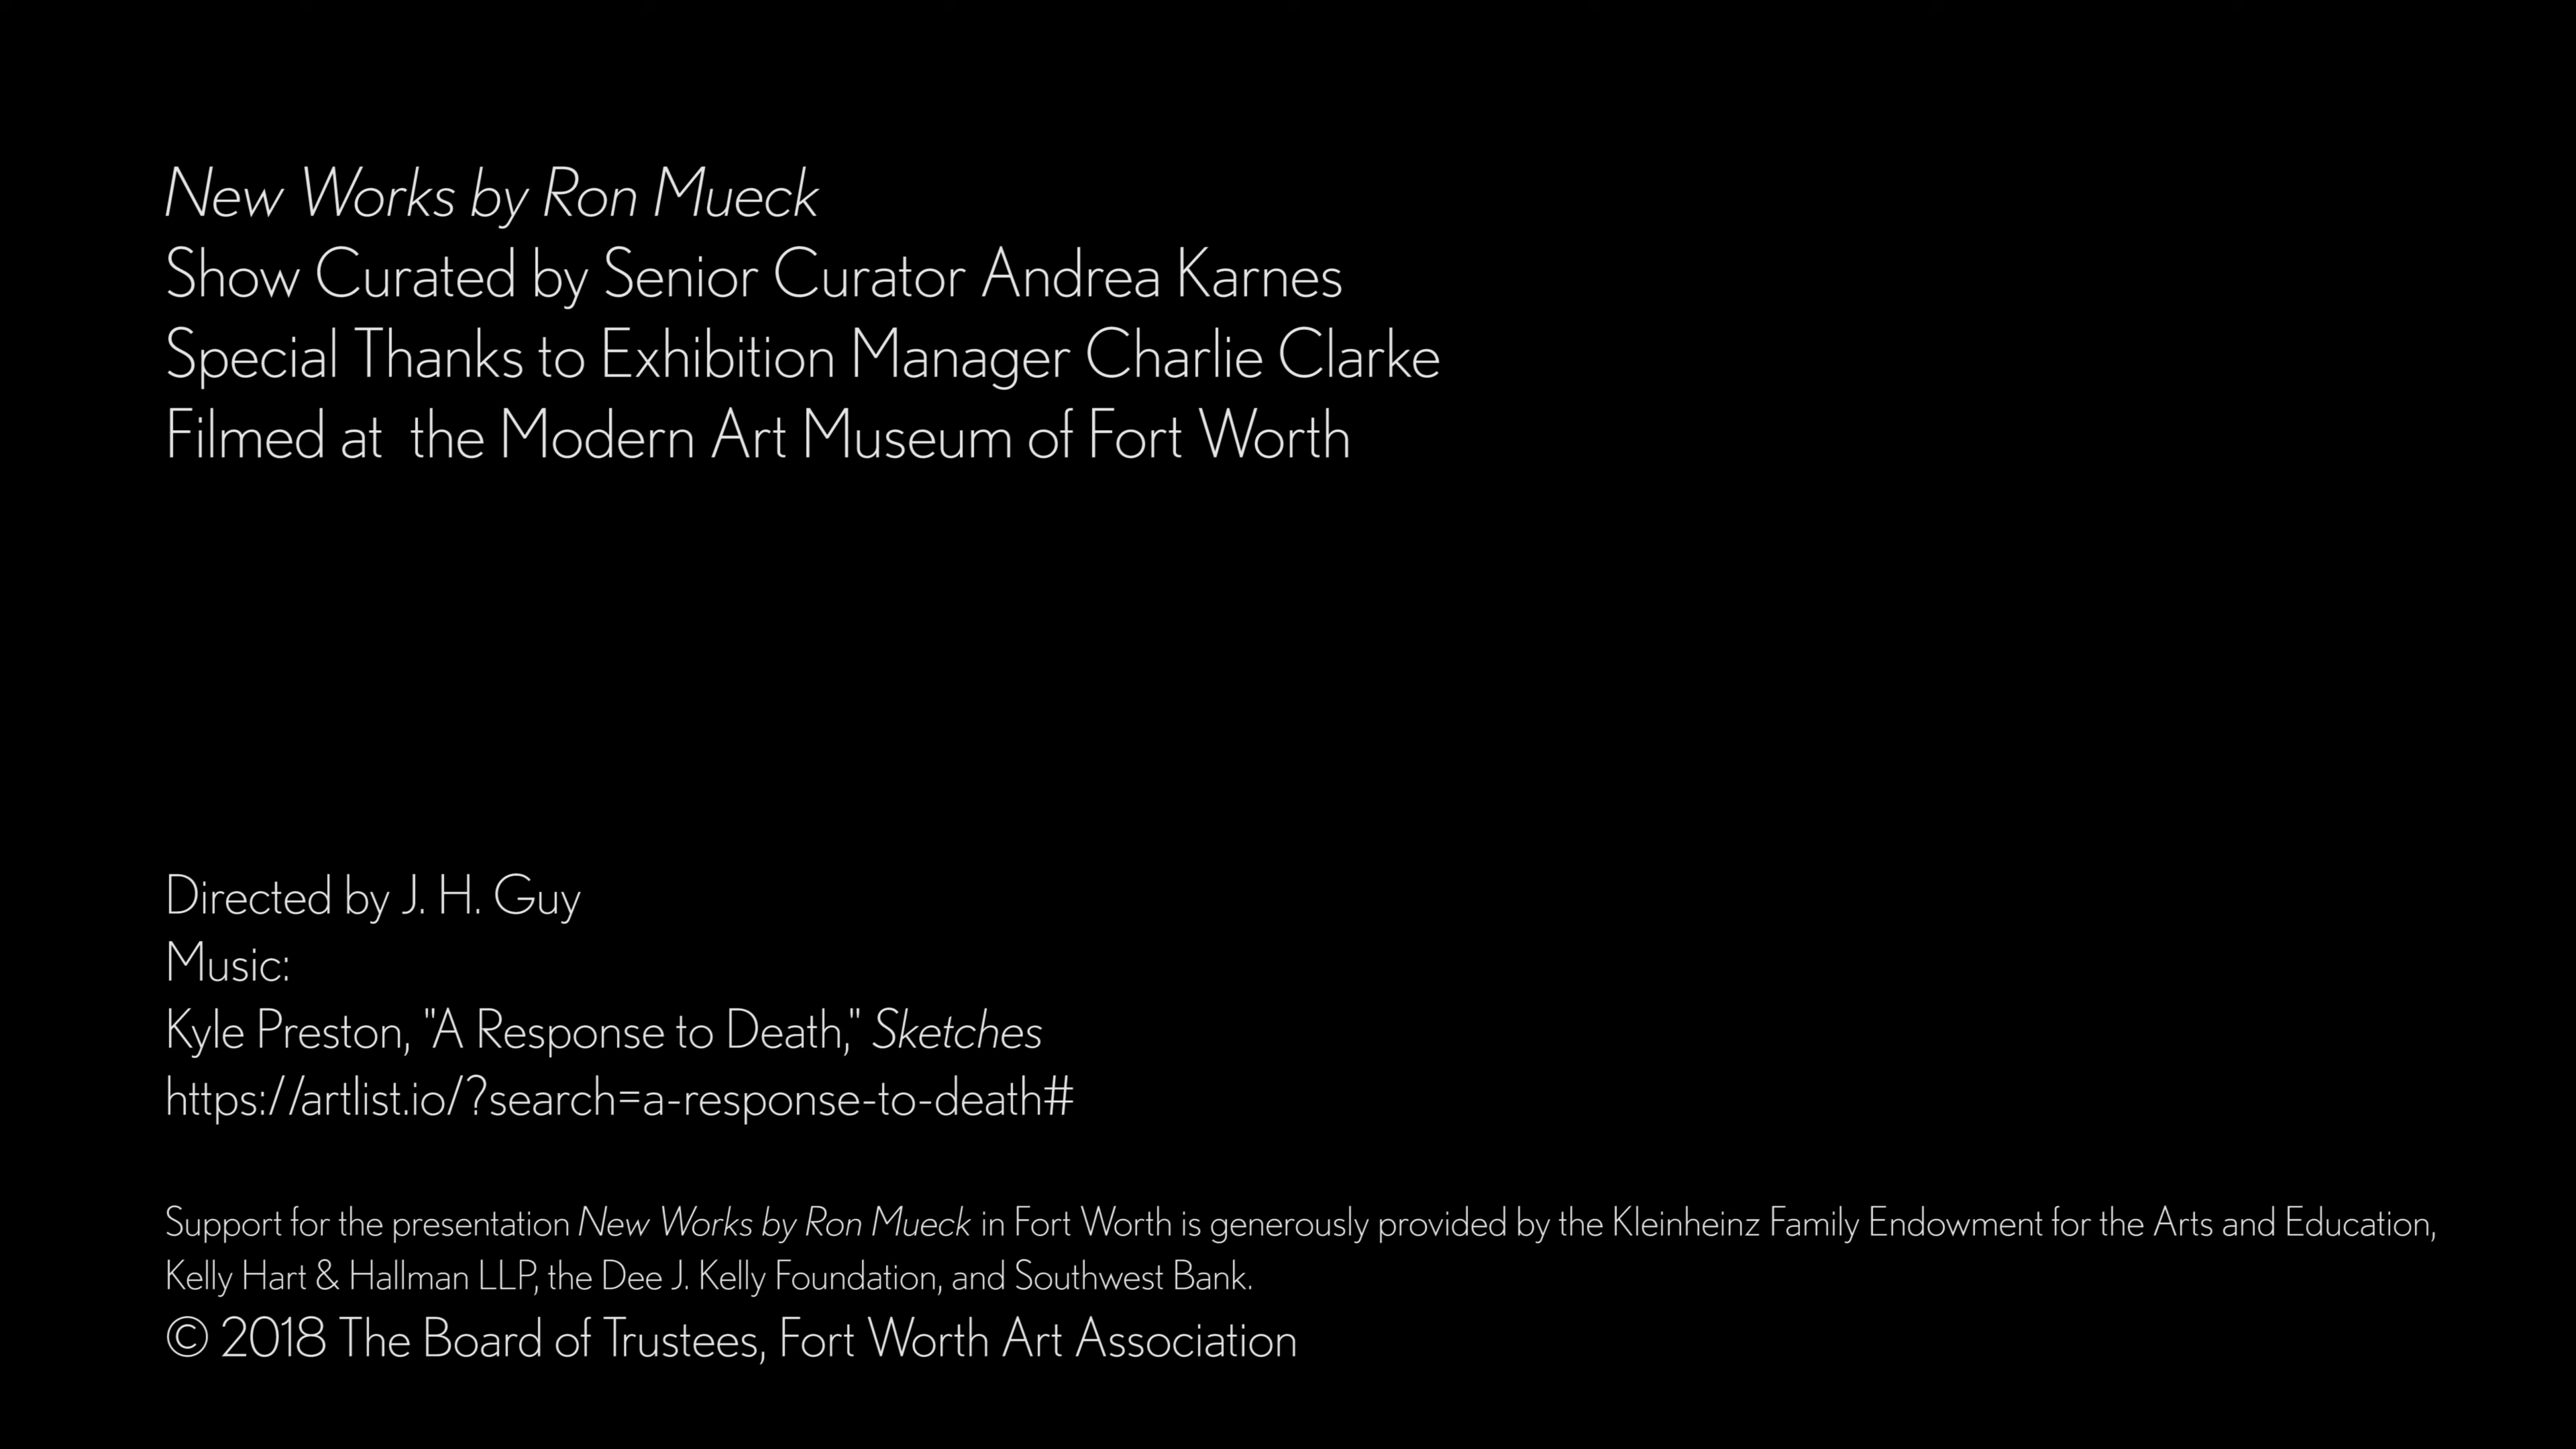 New Works by Ron Mueck
Show Curated by Senior Curator Andrea Karnes
Special Thanks to Exhibition Manager Charlie Clarke
Filmed at  the Modern Art Museum of Fort Worth
Directed by J. H. Guy
Music:
Kyle Preston, "A Response to Death," Sketches
https://artlist.io/?search=a-response-to-death#
Support for the presentation New Works by Ron Mueck in Fort Worth is generously provided by the Kleinheinz Family Endowment for the Arts and Education,
Kelly Hart & Hallman LLP, the Dee J. Kelly Foundation, and Southwest Bank.
© 2018 The Board of Trustees, Fort Worth Art Association